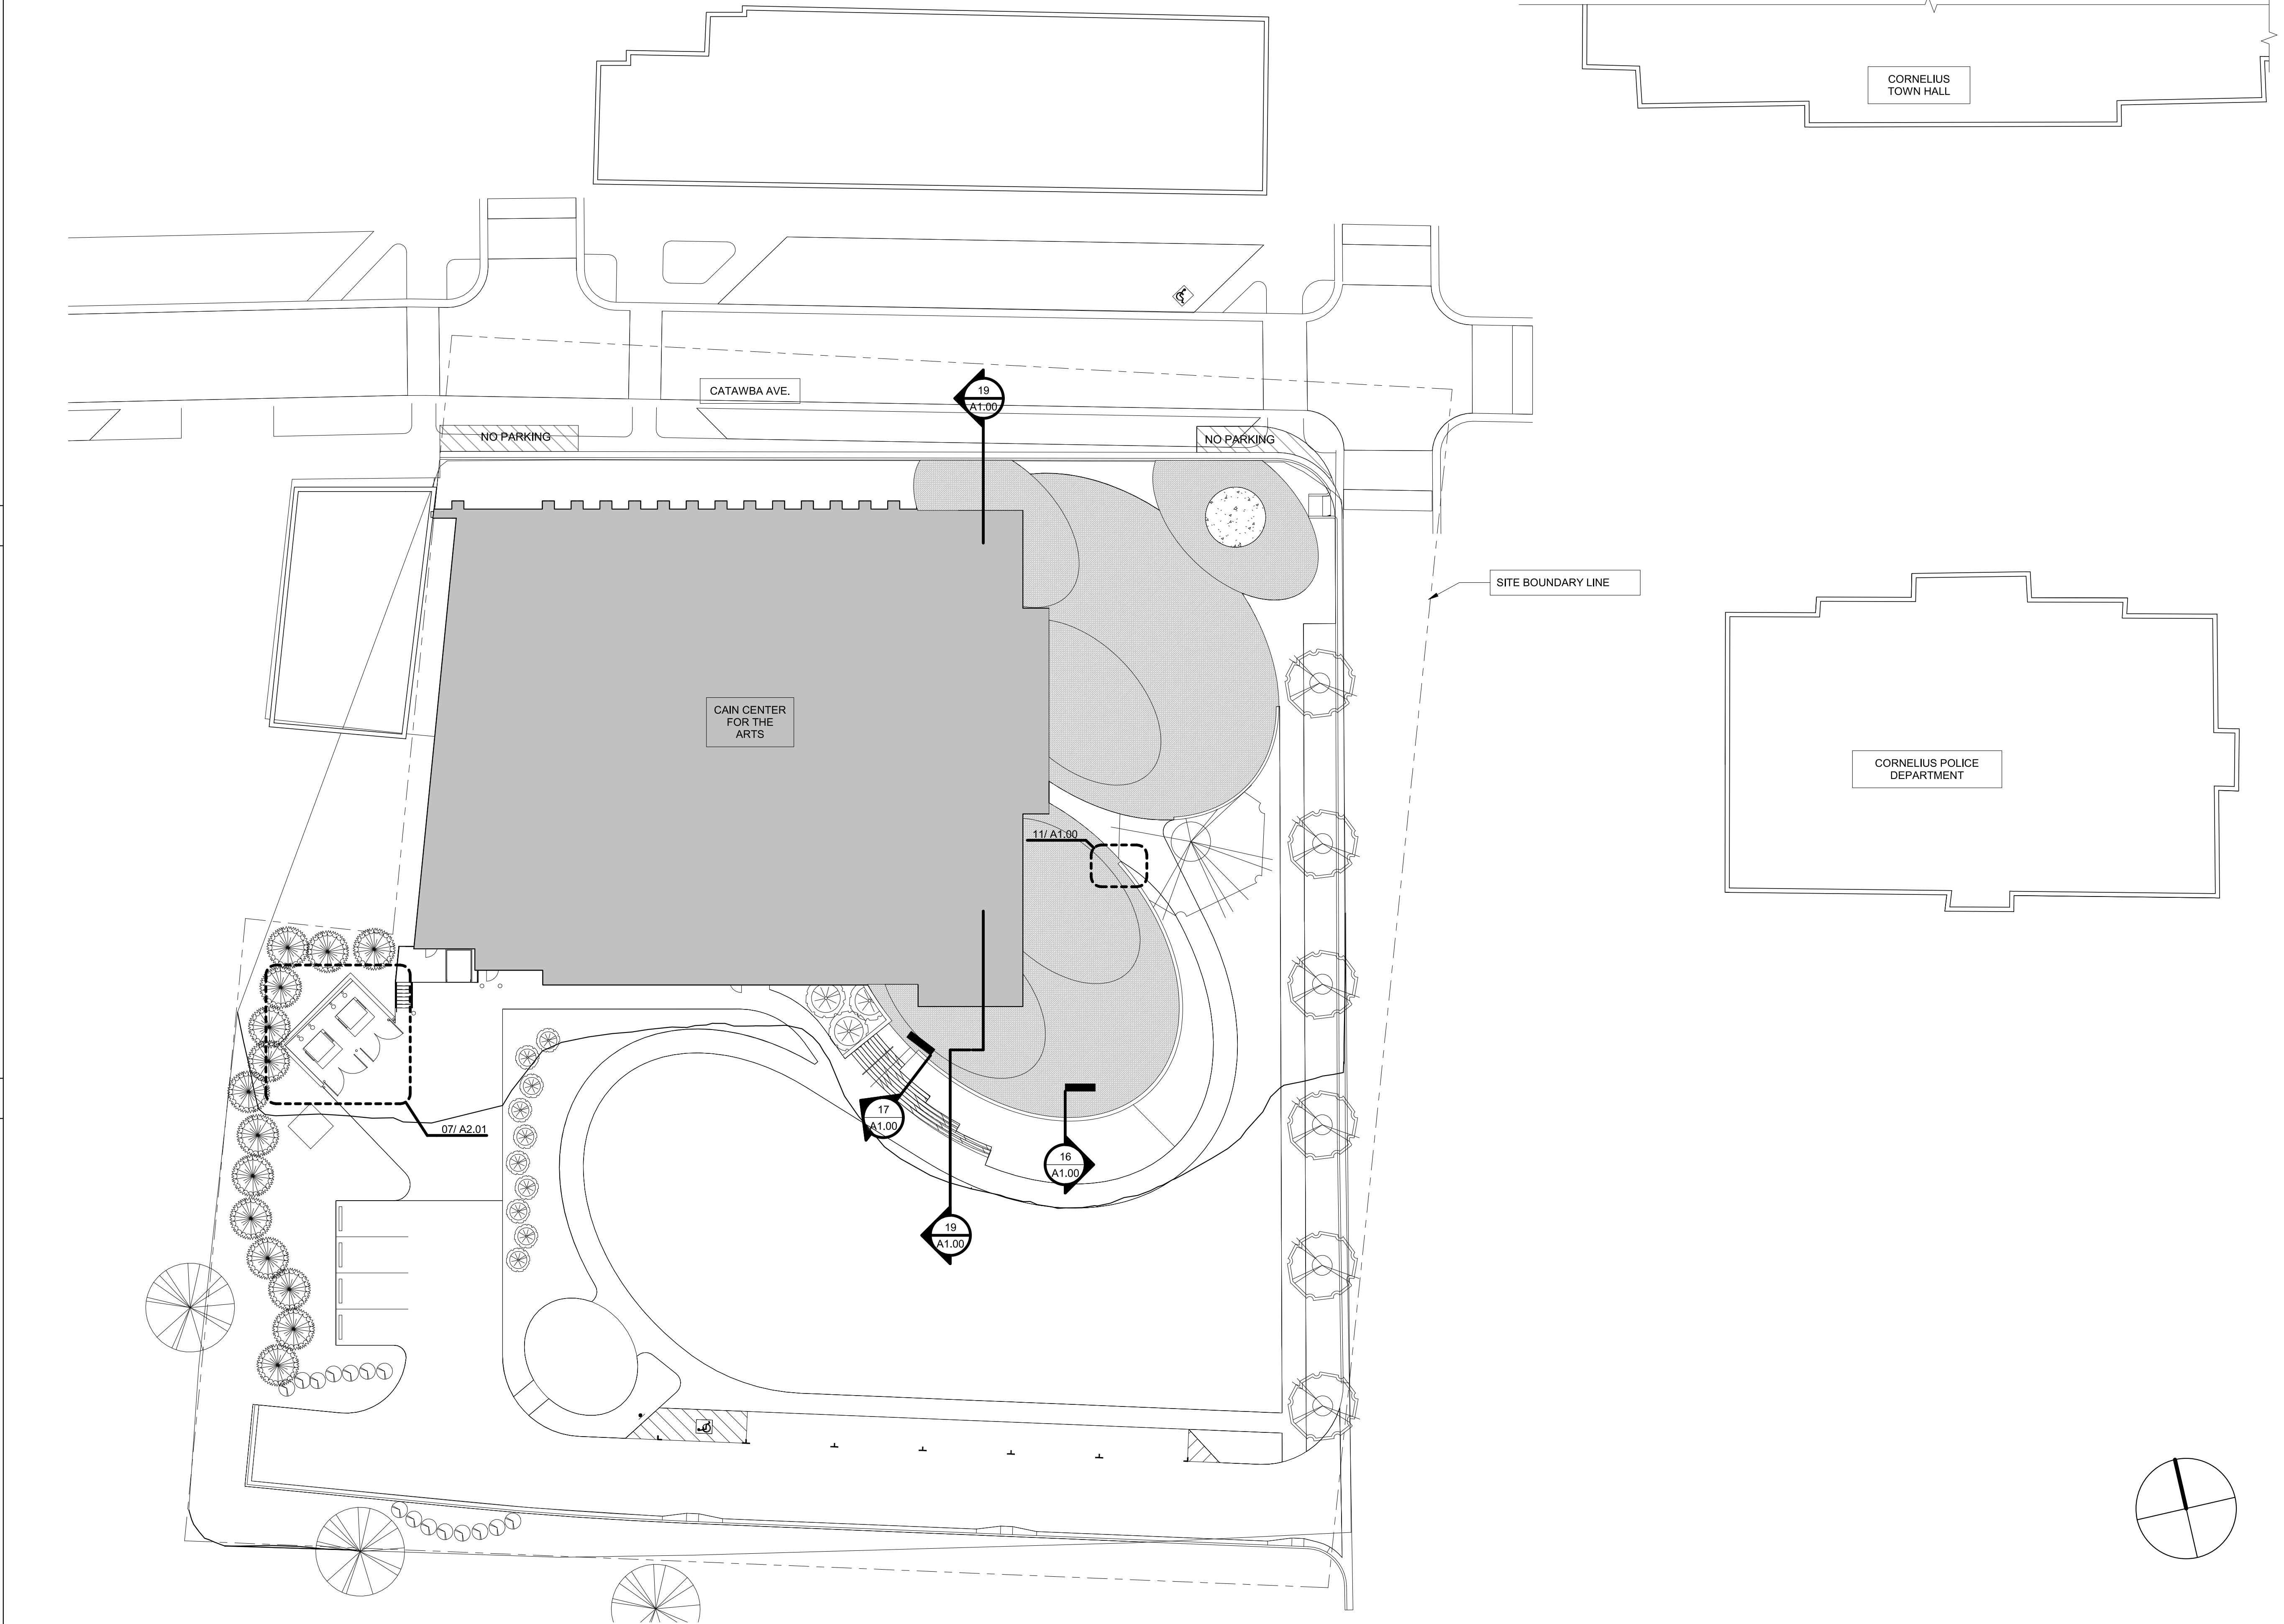 CORNELIUS
TOWN HALL
CATAWBA AVE.
19
A1.00
NO PARKING
NO PARKING
SITE BOUNDARY LINE
CAIN CENTER
FOR THE
ARTS
CORNELIUS POLICE
DEPARTMENT
11/ A1.00
17
A1.00
07/ A2.01
16
A1.00
19
A1.00